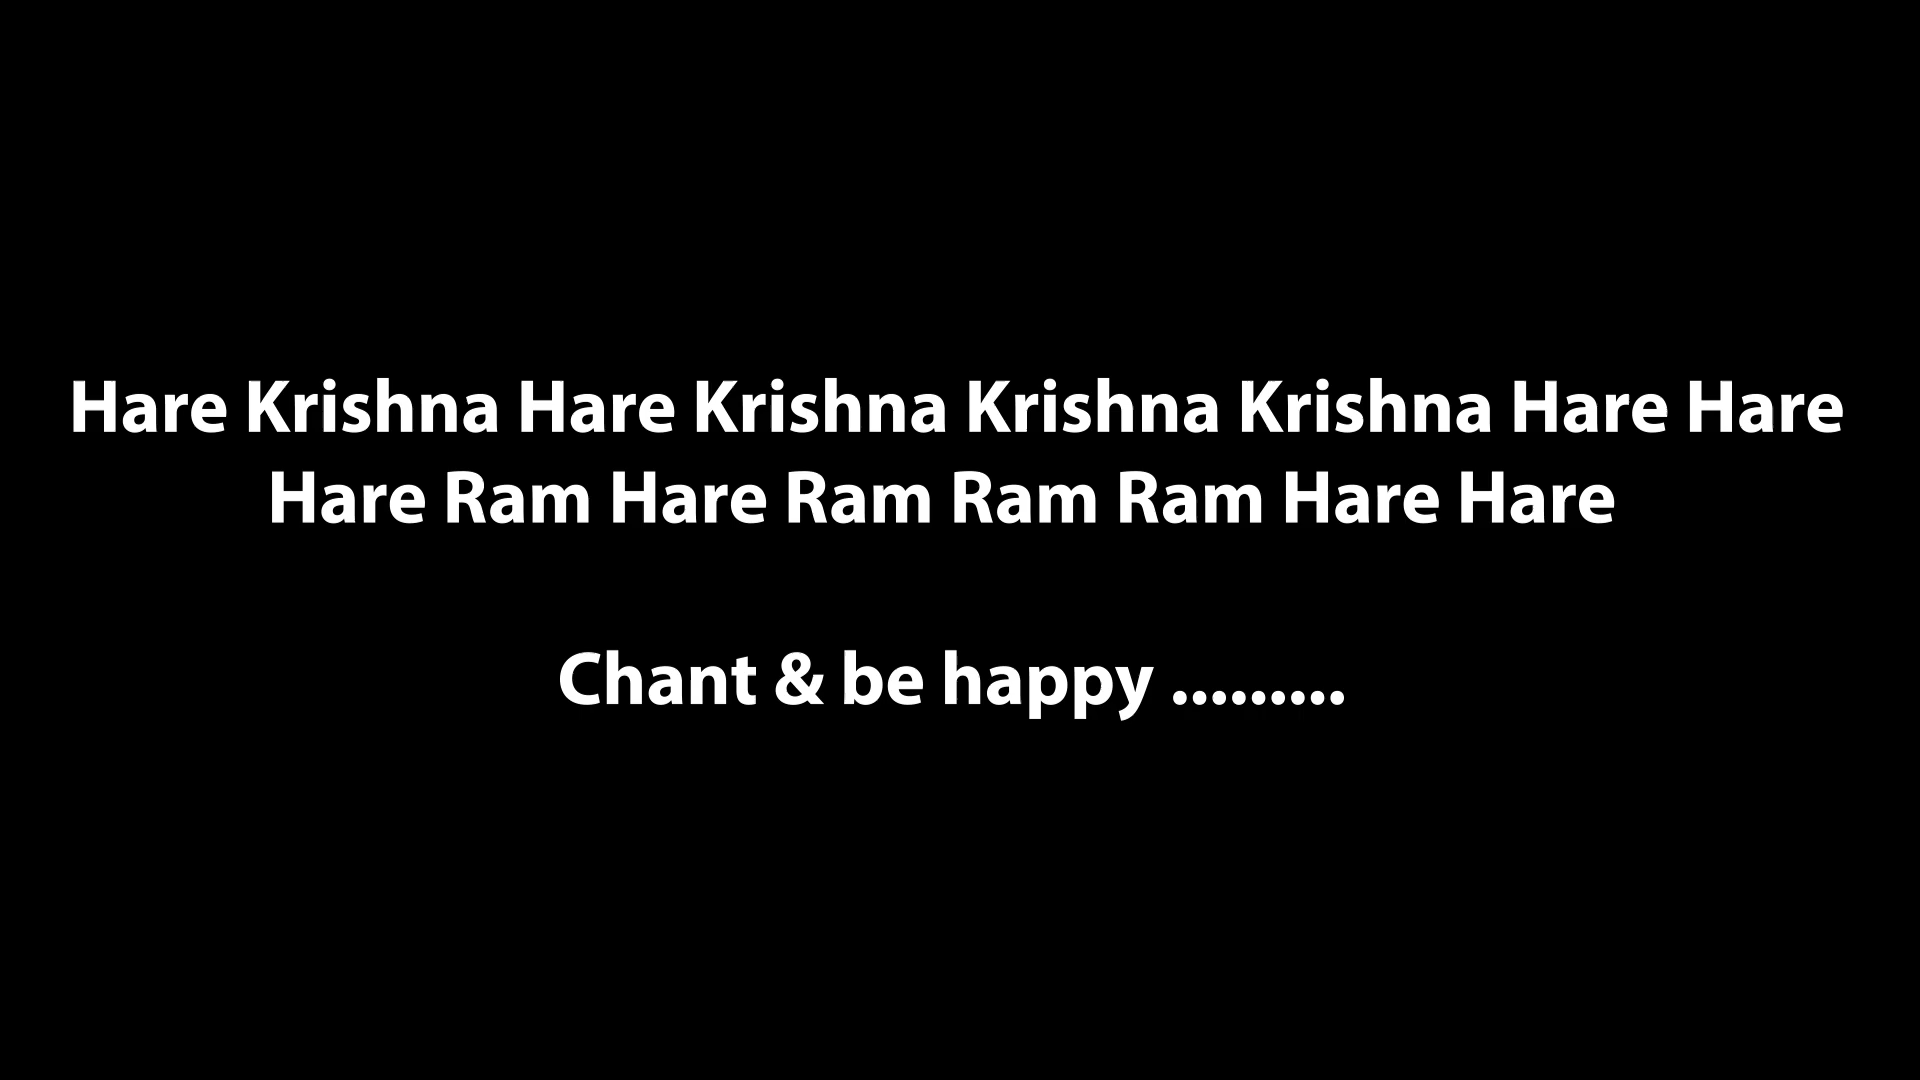 Hare Krishna Hare Krishna Krishna Krishna Hare Hare
Hare Ram Hare Ram Ram Ram Hare Hare
Chant & be happy .........